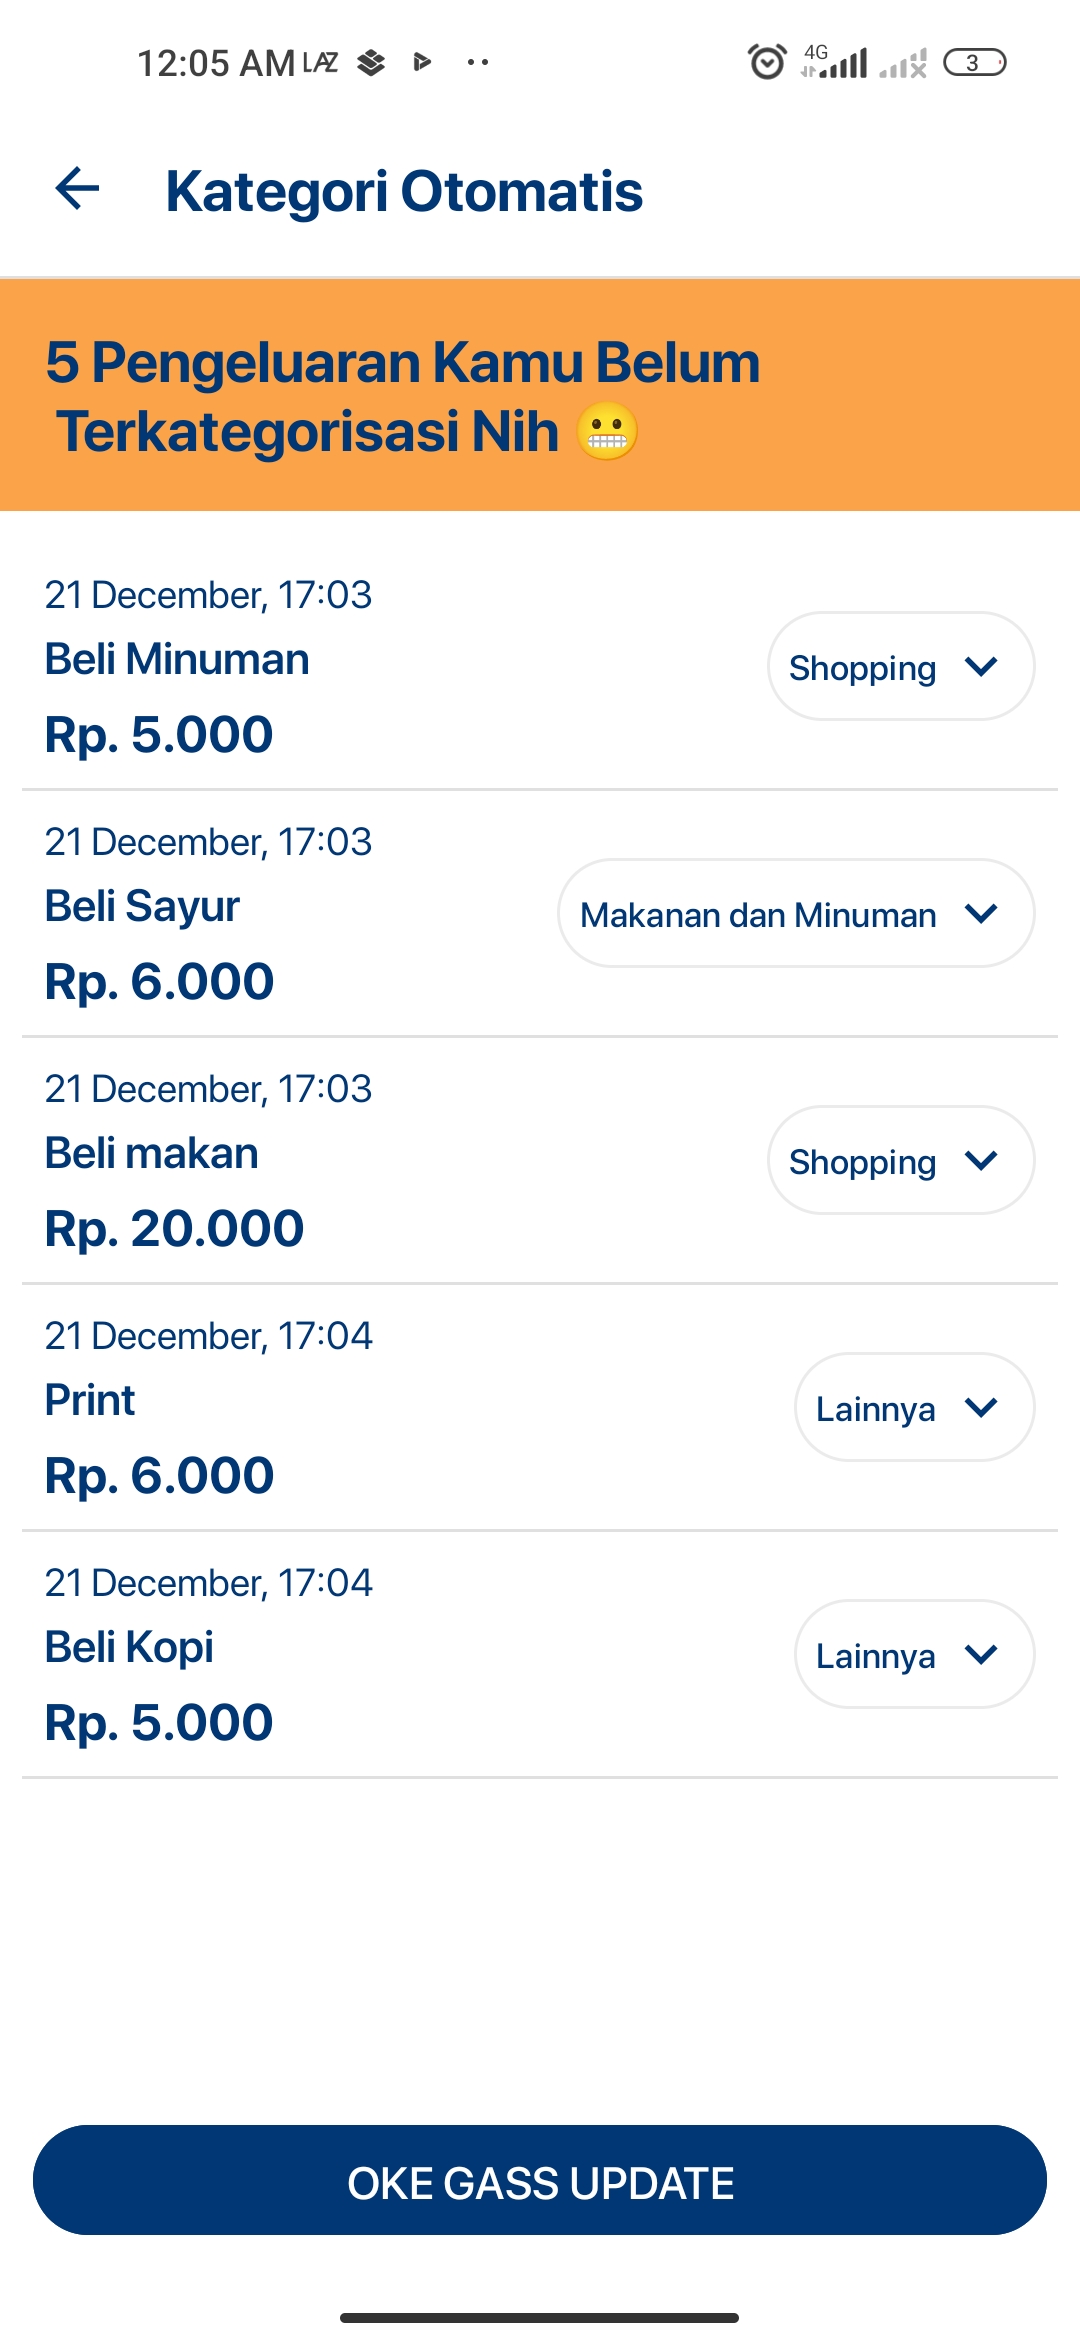 12:05 AM LAZ
4G
3
Kategori Otomatis
5 Pengeluaran Kamu Belum
Terkategorisasi Nih 😬
21 December, 17:03
Beli Minuman
Shopping
Rp. 5.000
21 December, 17:03
Beli Sayur
Makanan dan Minuman
Rp. 6.000
21 December, 17:03
Beli makan
Shopping
Rp. 20.000
21 December, 17:04
Print
Lainnya
Rp. 6.000
21 December, 17:04
Beli Kopi
Lainnya
Rp. 5.000
OKE GASS UPDATE